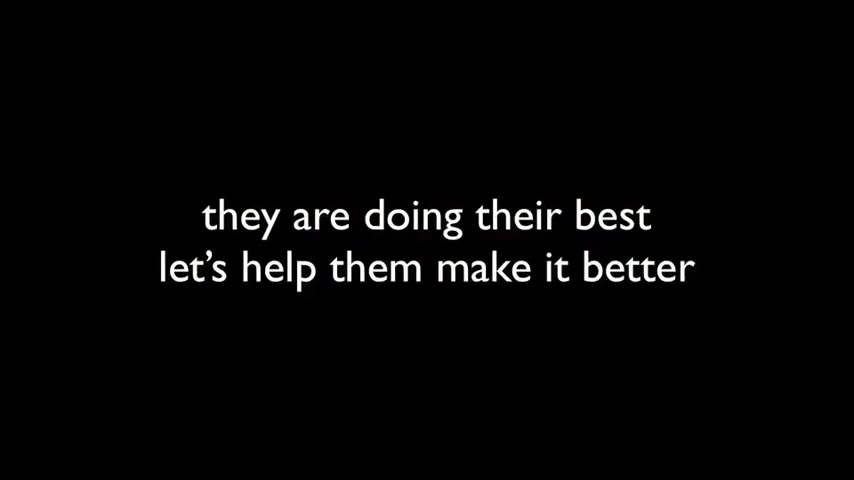 they are doing their best
let's help them make it better